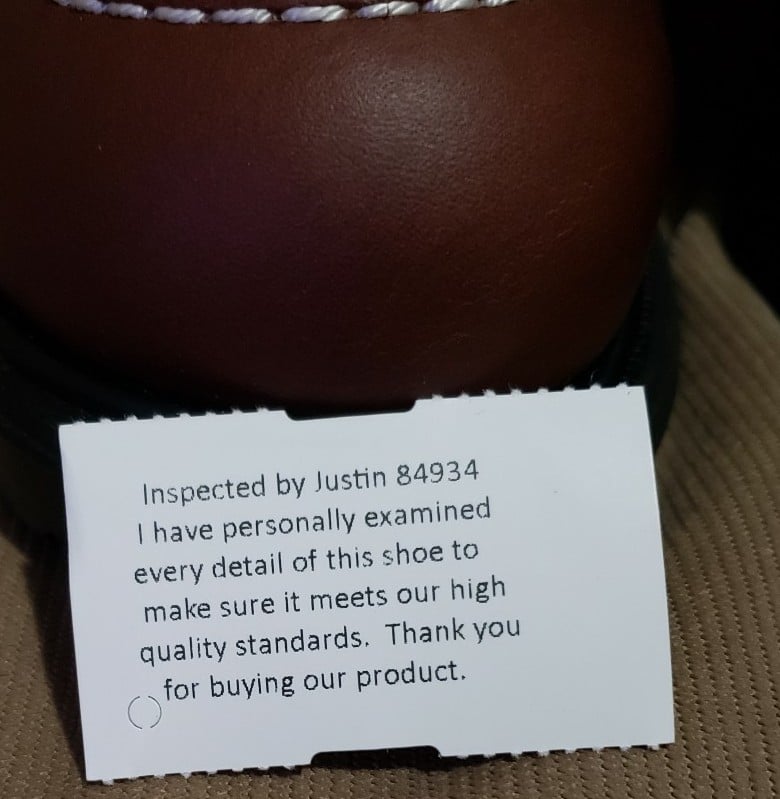 Inspected by Justin 84934
I have personally examined
every detail of this shoe to
make sure it meets our high
quality standards. Thank you
for buying our product.